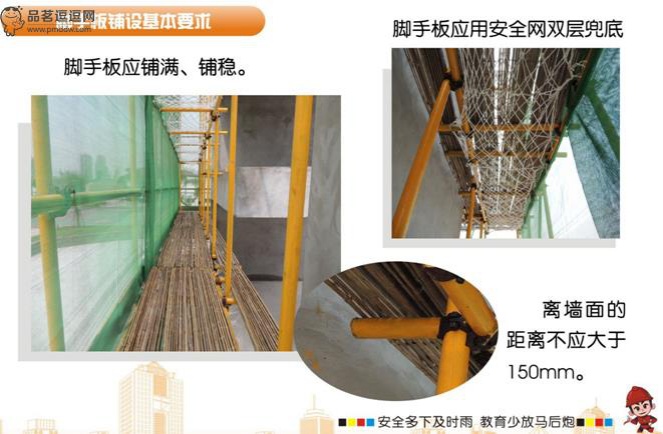 品茗逗逗网
www.pmddw.com
脚手板铺设基本要求
脚手板应铺满、铺稳。
脚手板应用安全网双层兜底
离墙面的
距离不应大于
150mm。
安全多下及时雨 教育少放马后炮